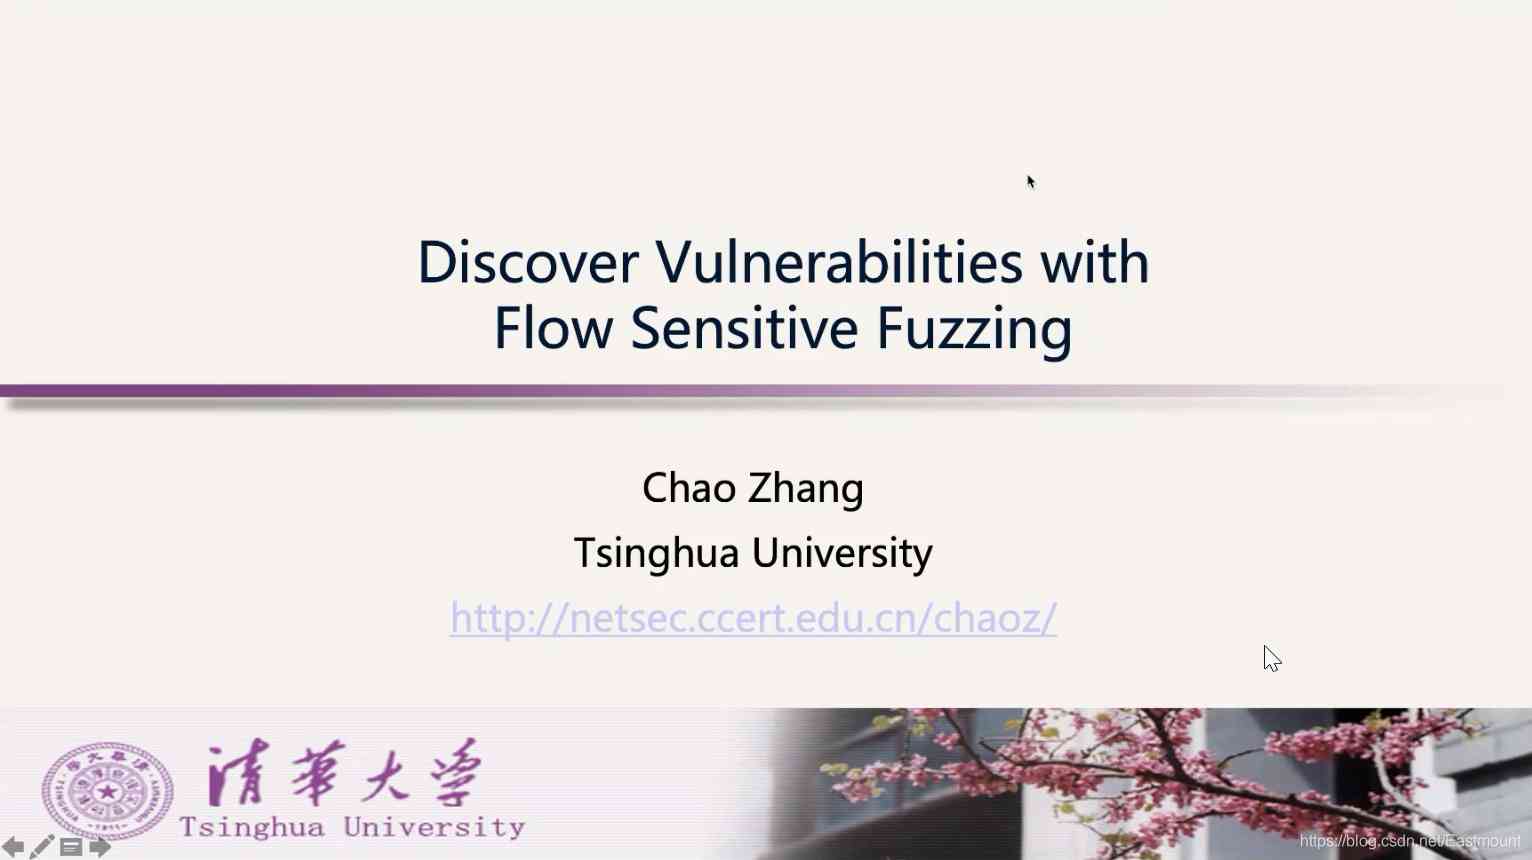 Discover Vulnerabilities with
Flow Sensitive Fuzzing
Chao Zhang
Tsinghua University
http://netsec.ccert.edu.cn/chaoz/
清華大学
Tsinghua University
https://blog.csdn.net/Eastmount